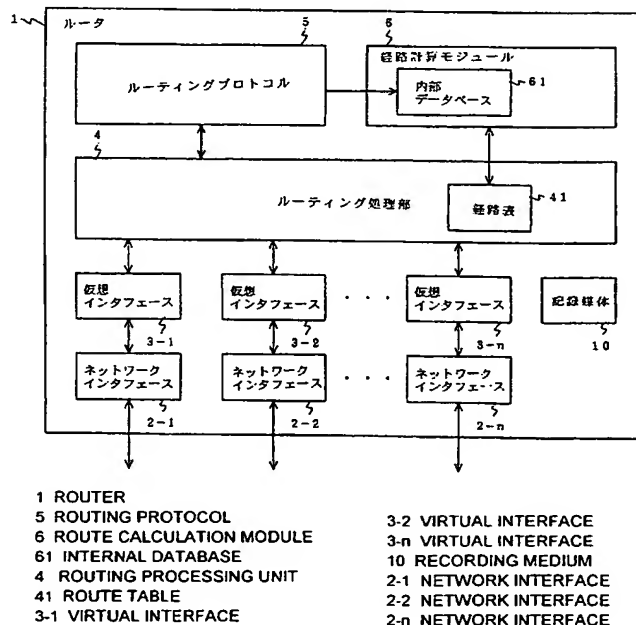 1
ルータ
5
6
ルーティングプロトコル
経路計算モジュール
内部
データベース
61
4
ルーティング処理部
経路表
41
仮想
インタフェース
仮想
インタフェース
・ ・ ・
仮想
インタフェース
記録媒体
3-1
3-2
3-n
10
ネットワーク
インタフェース
ネットワーク
インタフェース
・ ・ ・
ネットワーク
インタフェース
2-1
2-2
2-n
1 ROUTER
5 ROUTING PROTOCOL
6 ROUTE CALCULATION MODULE
61 INTERNAL DATABASE
4 ROUTING PROCESSING UNIT
41 ROUTE TABLE
3-1 VIRTUAL INTERFACE
3-2 VIRTUAL INTERFACE
3-n VIRTUAL INTERFACE
10 RECORDING MEDIUM
2-1 NETWORK INTERFACE
2-2 NETWORK INTERFACE
2-n NETWORK INTERFACE